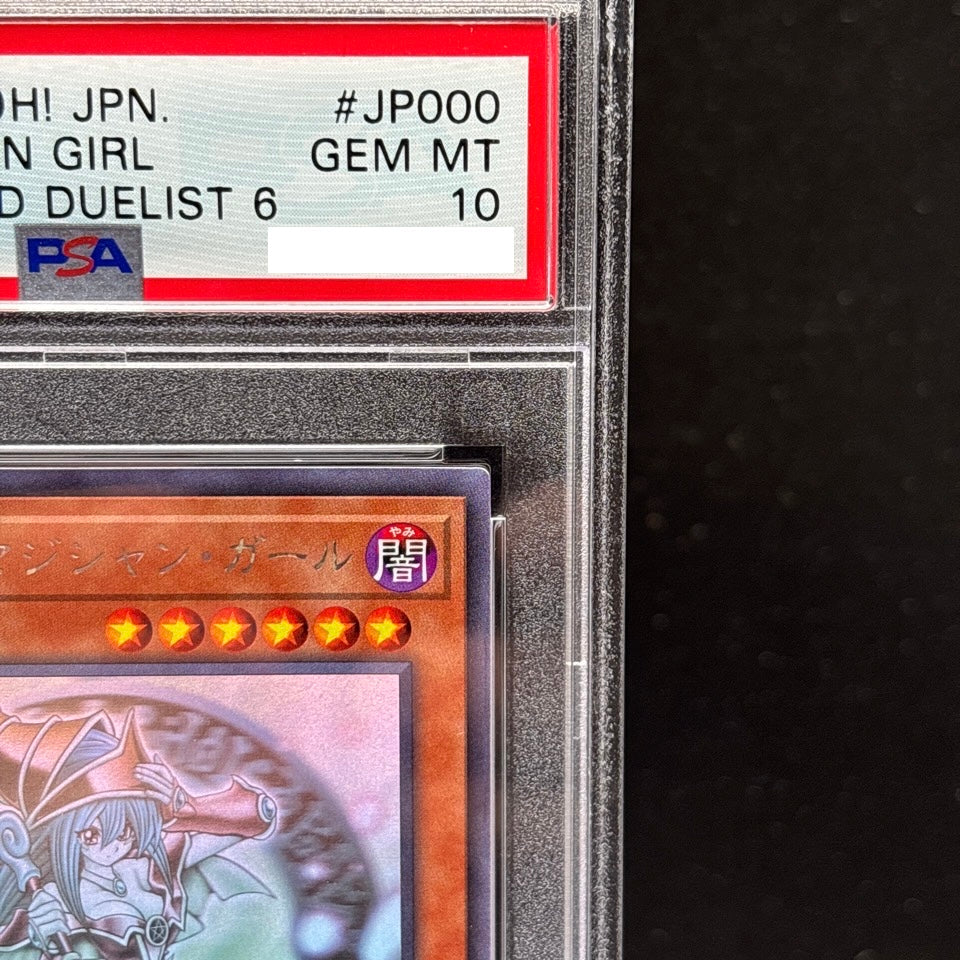 OH! JPN. #JP000
N GIRL GEM MT
D DUELIST 6 10
PSA
マジシャン・ガール
やみ
闇